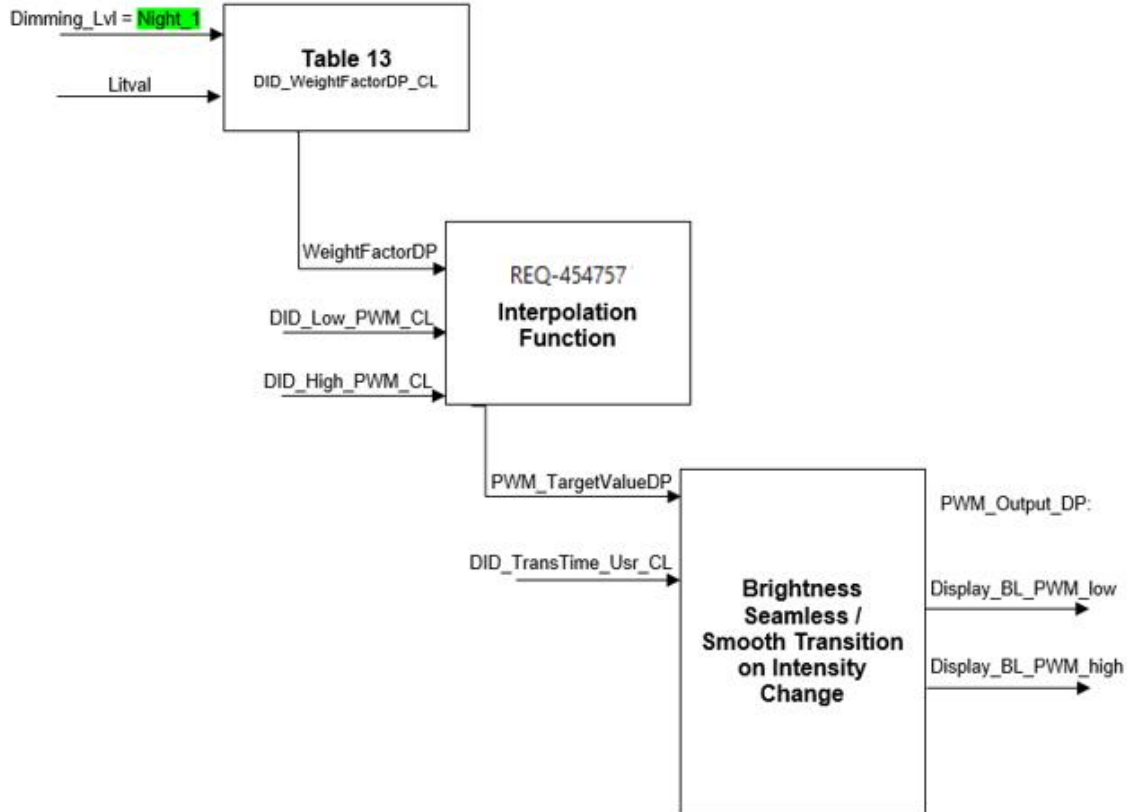 Dimming_Lvl = Night_1
Litval
Table 13
DID_WeightFactorDP_CL
WeightFactorDP
DID_Low_PWM_CL
DID_High_PWM_CL
REQ-454757
Interpolation
Function
PWM_TargetValueDP
DID_TransTime_Usr_CL
Brightness
Seamless /
Smooth Transition
on Intensity
Change
PWM_Output_DP:
Display_BL_PWM_low
Display_BL_PWM_high